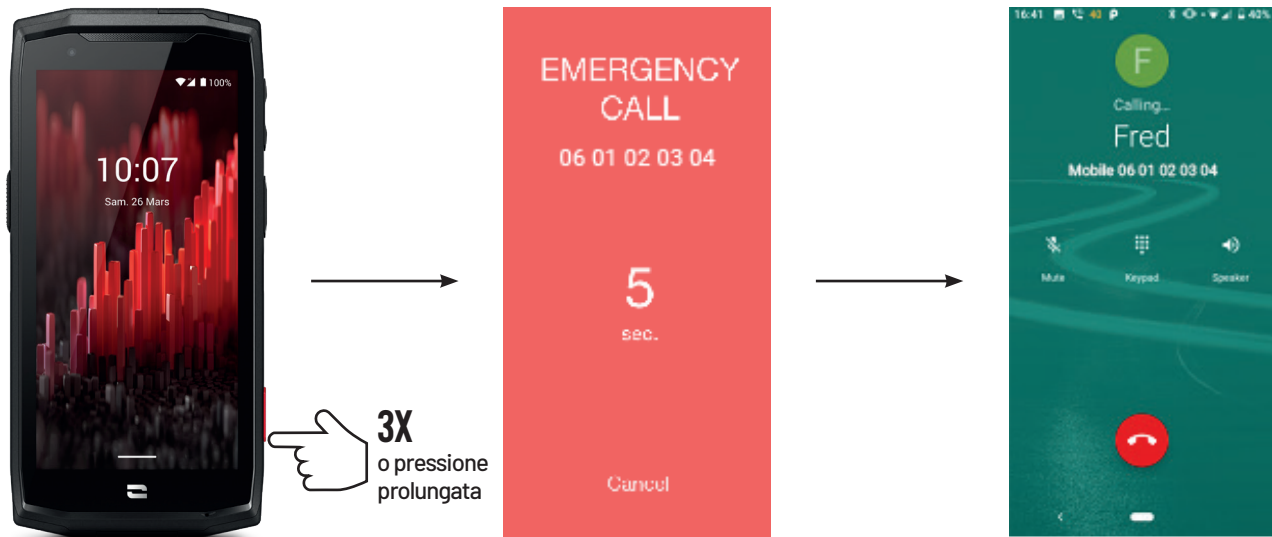 100%
10:07
Sam. 26 Mars
3X
o pressione
prolungata
EMERGENCY
CALL
06 01 02 03 04
5
sec.
Cancel
16:41 40 P 40%
F
Calling...
Fred
Mobile 06 01 02 03 04
Mute Keypad Speaker